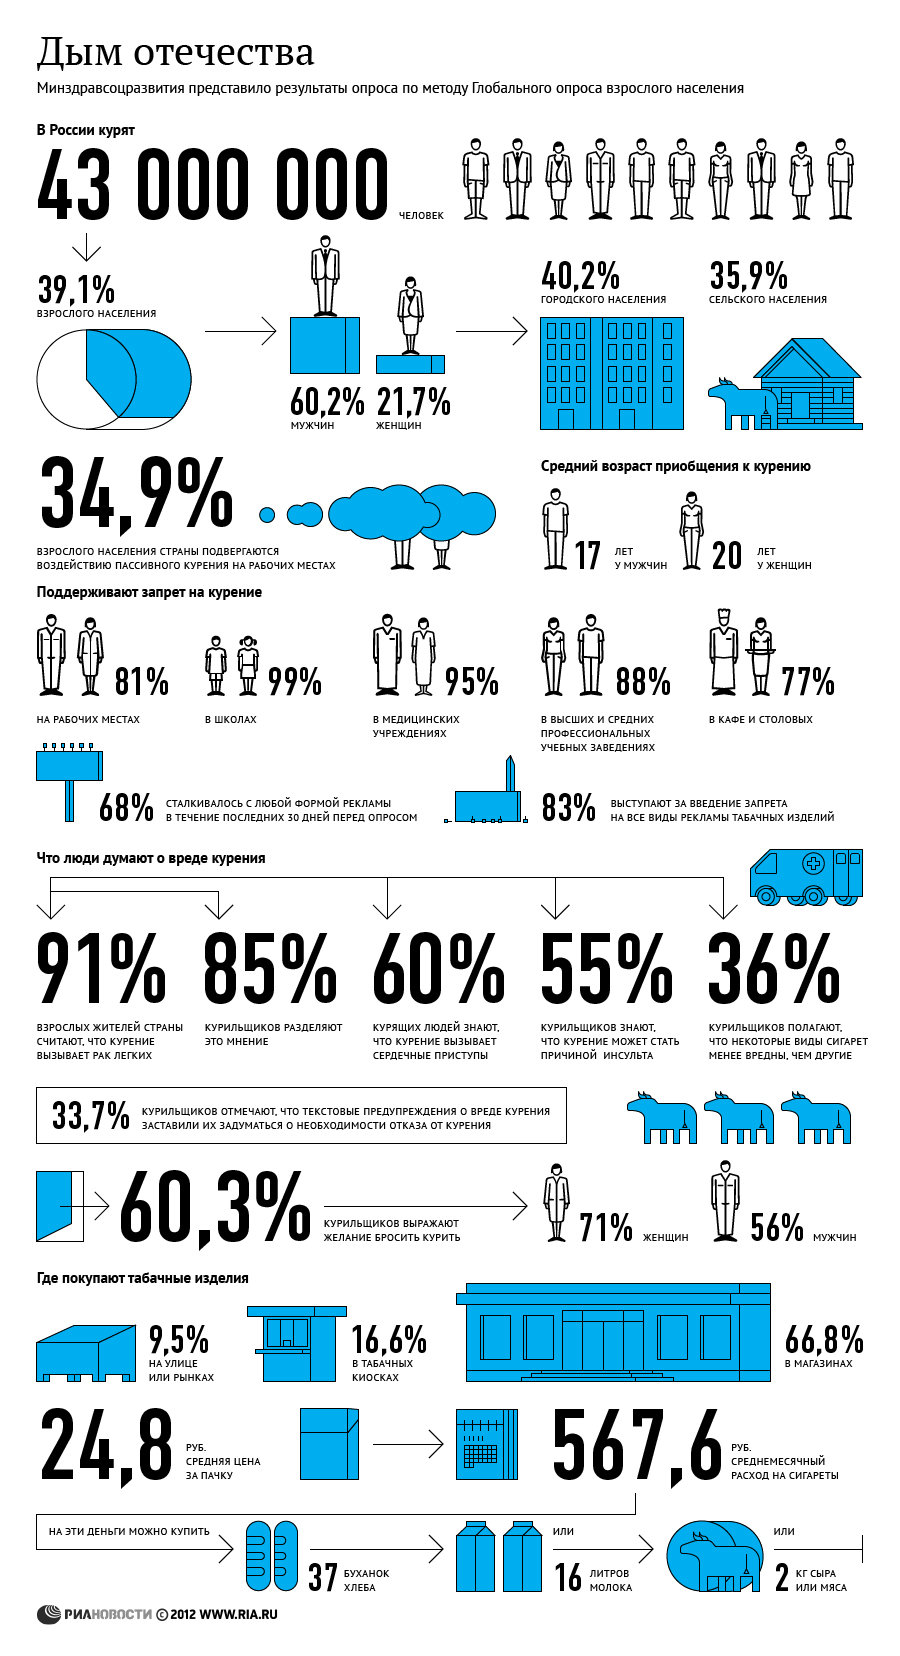 Дым отечества
Минздравсоцразвития представило результаты опроса по методу Глобального опроса взрослого населения
В России курят
43 000 000 ЧЕЛОВЕК
39,1%
ВЗРОСЛОГО НАСЕЛЕНИЯ
60,2%
МУЖЧИН
21,7%
ЖЕНЩИН
40,2%
ГОРОДСКОГО НАСЕЛЕНИЯ
35,9%
СЕЛЬСКОГО НАСЕЛЕНИЯ
34,9%
ВЗРОСЛОГО НАСЕЛЕНИЯ СТРАНЫ ПОДВЕРГАЮТСЯ
ВОЗДЕЙСТВИЮ ПАССИВНОГО КУРЕНИЯ НА РАБОЧИХ МЕСТАХ
Средний возраст приобщения к курению
17 ЛЕТ
У МУЖЧИН
20 ЛЕТ
У ЖЕНЩИН
Поддерживают запрет на курение
81%
НА РАБОЧИХ МЕСТАХ
99%
В ШКОЛАХ
95%
В МЕДИЦИНСКИХ
УЧРЕЖДЕНИЯХ
88%
В ВЫСШИХ И СРЕДНИХ
ПРОФЕССИОНАЛЬНЫХ
УЧЕБНЫХ ЗАВЕДЕНИЯХ
77%
В КАФЕ И СТОЛОВЫХ
68% СТАЛКИВАЛОСЬ С ЛЮБОЙ ФОРМОЙ РЕКЛАМЫ
В ТЕЧЕНИЕ ПОСЛЕДНИХ 30 ДНЕЙ ПЕРЕД ОПРОСОМ
83% ВЫСТУПАЮТ ЗА ВВЕДЕНИЕ ЗАПРЕТА
НА ВСЕ ВИДЫ РЕКЛАМЫ ТАБАЧНЫХ ИЗДЕЛИЙ
Что люди думают о вреде курения
91%
ВЗРОСЛЫХ ЖИТЕЛЕЙ СТРАНЫ
СЧИТАЮТ, ЧТО КУРЕНИЕ
ВЫЗЫВАЕТ РАК ЛЕГКИХ
85%
КУРИЛЬЩИКОВ РАЗДЕЛЯЮТ
ЭТО МНЕНИЕ
60%
КУРЯЩИХ ЛЮДЕЙ ЗНАЮТ,
ЧТО КУРЕНИЕ ВЫЗЫВАЕТ
СЕРДЕЧНЫЕ ПРИСТУПЫ
55%
КУРИЛЬЩИКОВ ЗНАЮТ,
ЧТО КУРЕНИЕ МОЖЕТ СТАТЬ
ПРИЧИНОЙ ИНСУЛЬТА
36%
КУРИЛЬЩИКОВ ПОЛАГАЮТ,
ЧТО НЕКОТОРЫЕ ВИДЫ СИГАРЕТ
МЕНЕЕ ВРЕДНЫ, ЧЕМ ДРУГИЕ
33,7% КУРИЛЬЩИКОВ ОТМЕЧАЮТ, ЧТО ТЕКСТОВЫЕ ПРЕДУПРЕЖДЕНИЯ О ВРЕДЕ КУРЕНИЯ
ЗАСТАВИЛИ ИХ ЗАДУМАТЬСЯ О НЕОБХОДИМОСТИ ОТКАЗА ОТ КУРЕНИЯ
60,3% КУРИЛЬЩИКОВ ВЫРАЖАЮТ
ЖЕЛАНИЕ БРОСИТЬ КУРИТЬ
71% ЖЕНЩИН
56% МУЖЧИН
Где покупают табачные изделия
9,5%
НА УЛИЦЕ
ИЛИ РЫНКАХ
16,6%
В ТАБАЧНЫХ
КИОСКАХ
66,8%
В МАГАЗИНАХ
24,8 РУБ.
СРЕДНЯЯ ЦЕНА
ЗА ПАЧКУ
567,6 РУБ.
СРЕДНЕМЕСЯЧНЫЙ
РАСХОД НА СИГАРЕТЫ
НА ЭТИ ДЕНЬГИ МОЖНО КУПИТЬ
37 БУХАНОК
ХЛЕБА
ИЛИ
16 ЛИТРОВ
МОЛОКА
ИЛИ
2 КГ СЫРА
ИЛИ МЯСА
РИАНОВОСТИ © 2012 WWW.RIA.RU